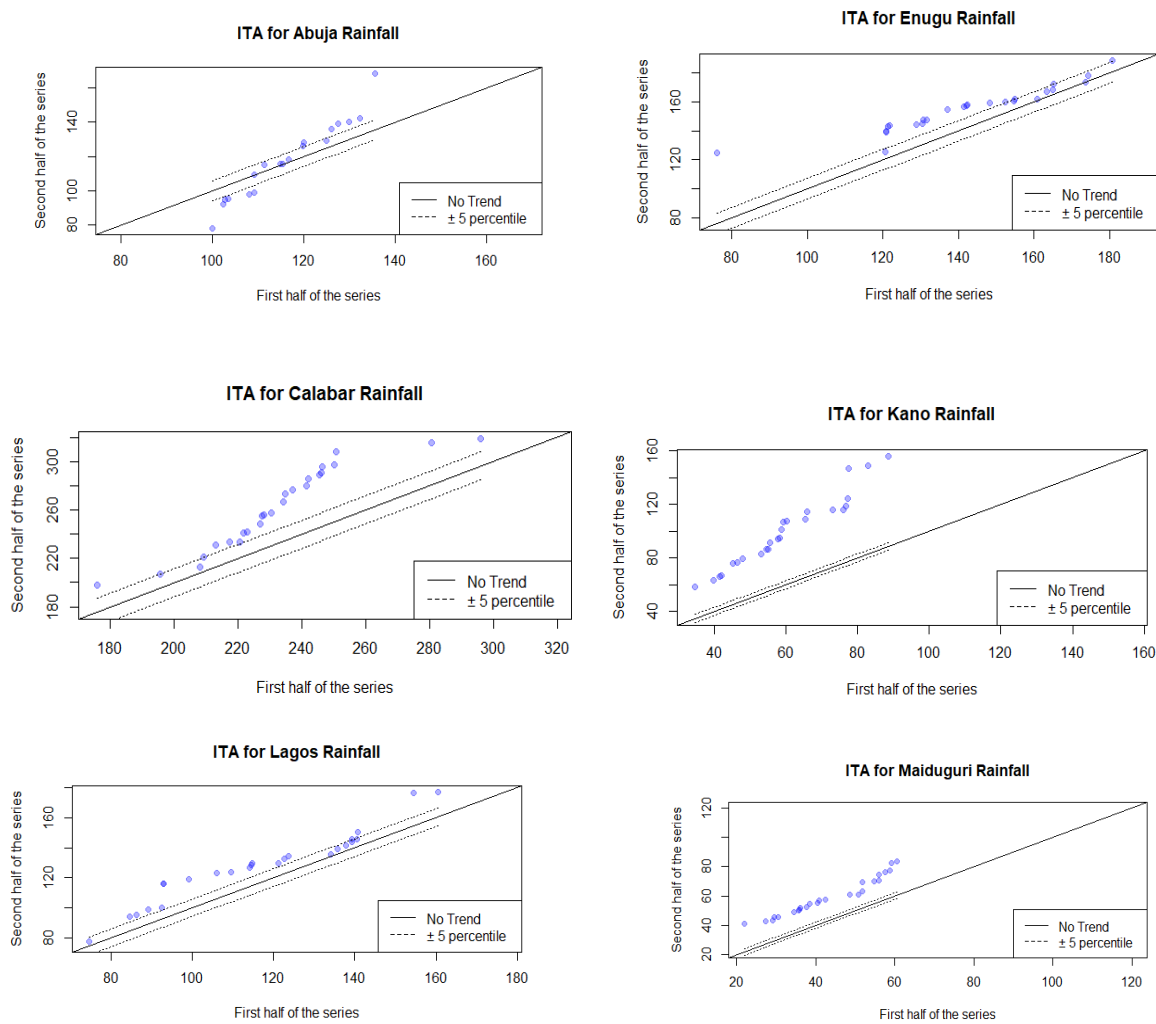 ITA for Abuja Rainfall
Second half of the series
80 100 140
80 100 120 140 160
First half of the series
No Trend
± 5 percentile
ITA for Enugu Rainfall
Second half of the series
80 120 160
80 100 120 140 160 180
First half of the series
No Trend
± 5 percentile
ITA for Calabar Rainfall
Second half of the series
180 220 260 300
180 200 220 240 260 280 300 320
First half of the series
No Trend
± 5 percentile
ITA for Kano Rainfall
Second half of the series
40 80 120 160
40 60 80 100 120 140 160
First half of the series
No Trend
± 5 percentile
ITA for Lagos Rainfall
Second half of the series
80 120 160
80 100 120 140 160 180
First half of the series
No Trend
± 5 percentile
ITA for Maiduguri Rainfall
Second half of the series
20 40 60 80 120
20 40 60 80 100 120
First half of the series
No Trend
± 5 percentile